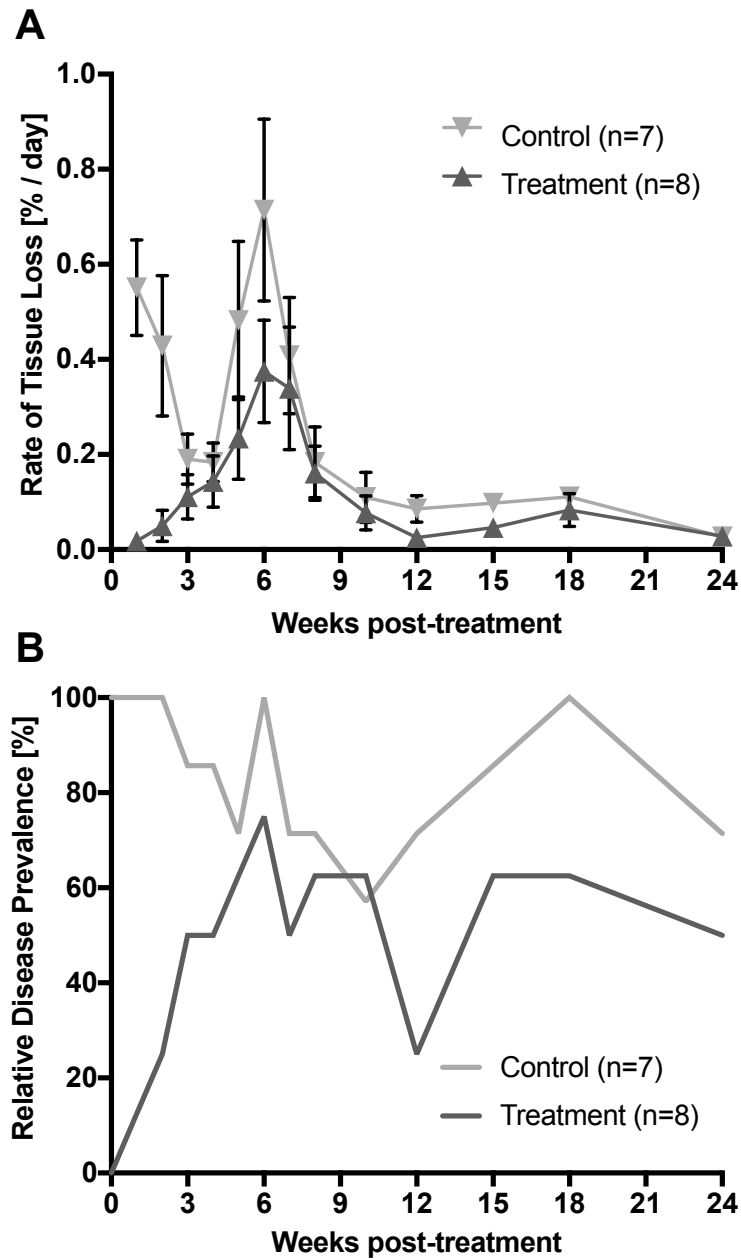 A
Rate of Tissue Loss [% / day]
1.0
0.8
0.6
0.4
0.2
0.0
Control (n=7)
Treatment (n=8)
0 3 6 9 12 15 18 21 24
Weeks post-treatment
B
Relative Disease Prevalence [%]
100
80
60
40
20
0
Control (n=7)
Treatment (n=8)
0 3 6 9 12 15 18 21 24
Weeks post-treatment